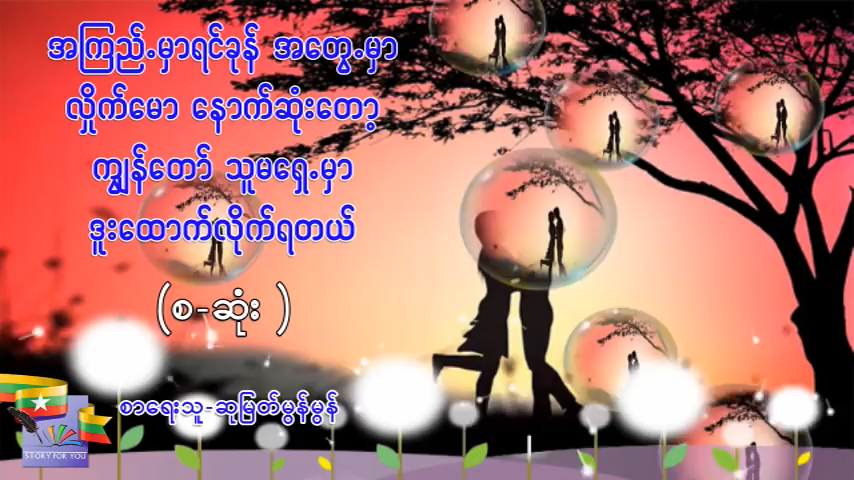 အကြည့်မှာရင်ခုန် အတွေ့မှာ
လှိုက်မော နောက်ဆုံးတော့
ကျွန်တော် သူမရှေ့မှာ
ဒူးထောက်လိုက်ရတယ်
(စ-ဆုံး )
စာရေးသူ-ဆုမြတ်မွန်မွန်
STORY FOR YOU